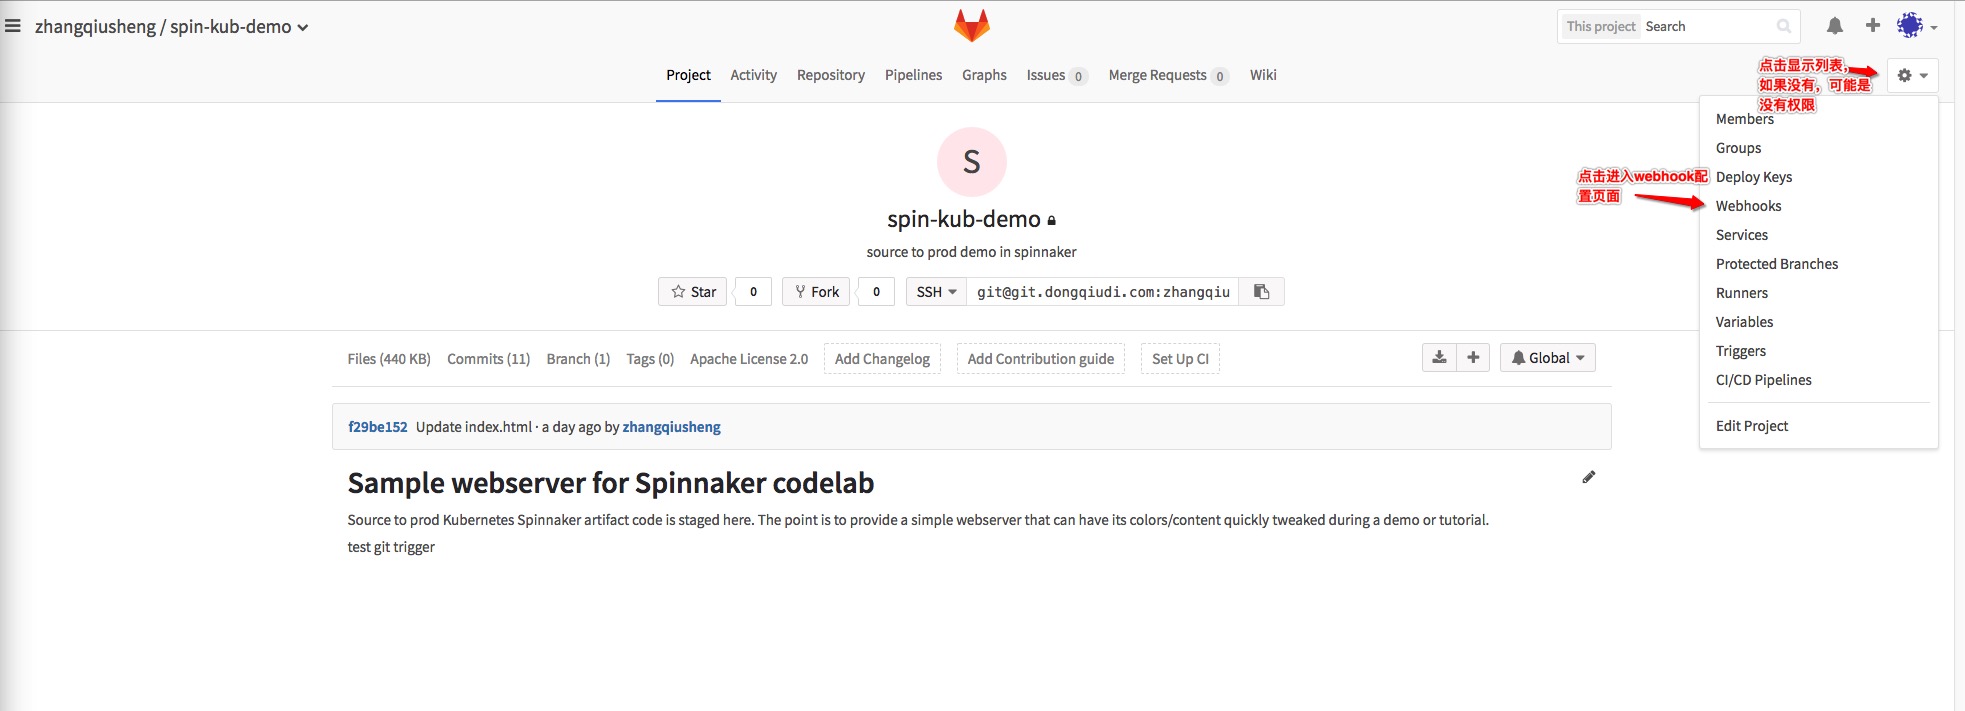 zhangqiusheng / spin-kub-demo
This project Search
Project Activity Repository Pipelines Graphs Issues 0 Merge Requests 0 Wiki
点击显示列表，
如果没有，可能是
没有权限
Members
Groups
点击进入webhook配
置页面
Deploy Keys
Webhooks
Services
Protected Branches
Runners
Variables
Triggers
CI/CD Pipelines
Edit Project
S
spin-kub-demo
source to prod demo in spinnaker
Star 0 Fork 0 SSH git@git.dongqiudi.com:zhangqiu
Files (440 KB) Commits (11) Branch (1) Tags (0) Apache License 2.0 Add Changelog Add Contribution guide Set Up CI Global
f29be152 Update index.html · a day ago by zhangqiusheng
Sample webserver for Spinnaker codelab
Source to prod Kubernetes Spinnaker artifact code is staged here. The point is to provide a simple webserver that can have its colors/content quickly tweaked during a demo or tutorial.
test git trigger